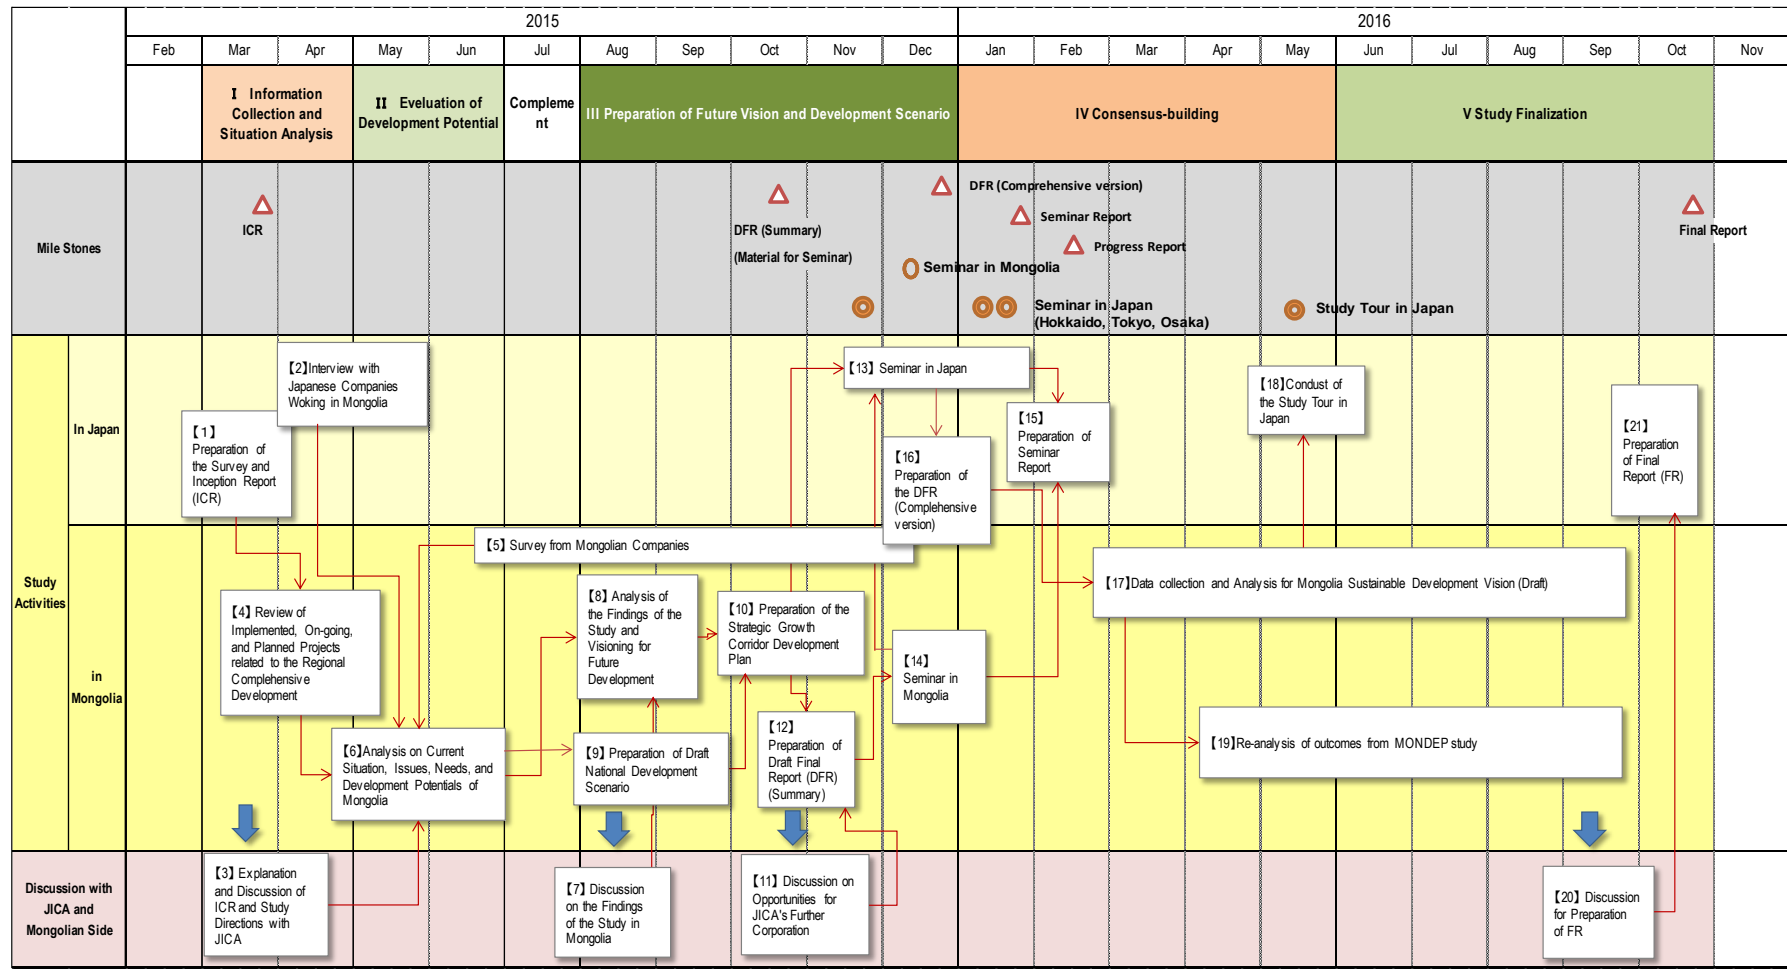 2015
2016
Feb
Mar
Apr
May
Jun
Jul
Aug
Sep
Oct
Nov
Dec
Jan
Feb
Mar
Apr
May
Jun
Jul
Aug
Sep
Oct
Nov
Ⅰ Information
Collection and
Situation Analysis
Ⅱ Eveluation of
Development Potential
Compleme
nt
III Preparation of Future Vision and Development Scenario
IV Consensus-building
V Study Finalization
Mile Stones
ICR
DFR (Summary)
(Material for Seminar)
DFR (Comprehensive version)
Seminar Report
Progress Report
Seminar in Mongolia
Seminar in Japan
(Hokkaido, Tokyo, Osaka)
Study Tour in Japan
Final Report
Study
Activities
In Japan
【1】
Preparation of
the Survey and
Inception Report
(ICR)
【2】Interview with
Japanese Companies
Woking in Mongolia
【13】 Seminar in Japan
【15】
Preparation of
Seminar
Report
【16】
Preparation of
the DFR
(Complehensive
version)
【18】Condust of
the Study Tour in
Japan
【21】
Preparation
of Final
Report (FR)
in
Mongolia
【5】 Survey from Mongolian Companies
【4】 Review of
Implemented, On-going,
and Planned Projects
related to the Regional
Comprehensive
Development
【6】Analysis on Current
Situation, Issues, Needs, and
Development Potentials of
Mongolia
【8】 Analysis of
the Findings of the
Study and
Visioning for
Future
Development
【9】 Preparation of Draft
National Development
Scenario
【10】 Preparation of the
Strategic Growth
Corridor Development
Plan
【12】
Preparation of
Draft Final
Report (DFR)
(Summary)
【14】
Seminar in
Mongolia
【17】Data collection and Analysis for Mongolia Sustainable Development Vision (Draft)
【19】Re-analysis of outcomes from MONDEP study
Discussion with
JICA and
Mongolian Side
【3】 Explanation
and Discussion of
ICR and Study
Directions with
JICA
【7】 Discussion
on the Findings
of the Study in
Mongolia
【11】 Discussion on
Opportunities for
JICA's Further
Corporation
【20】 Discussion
for Preparation
of FR